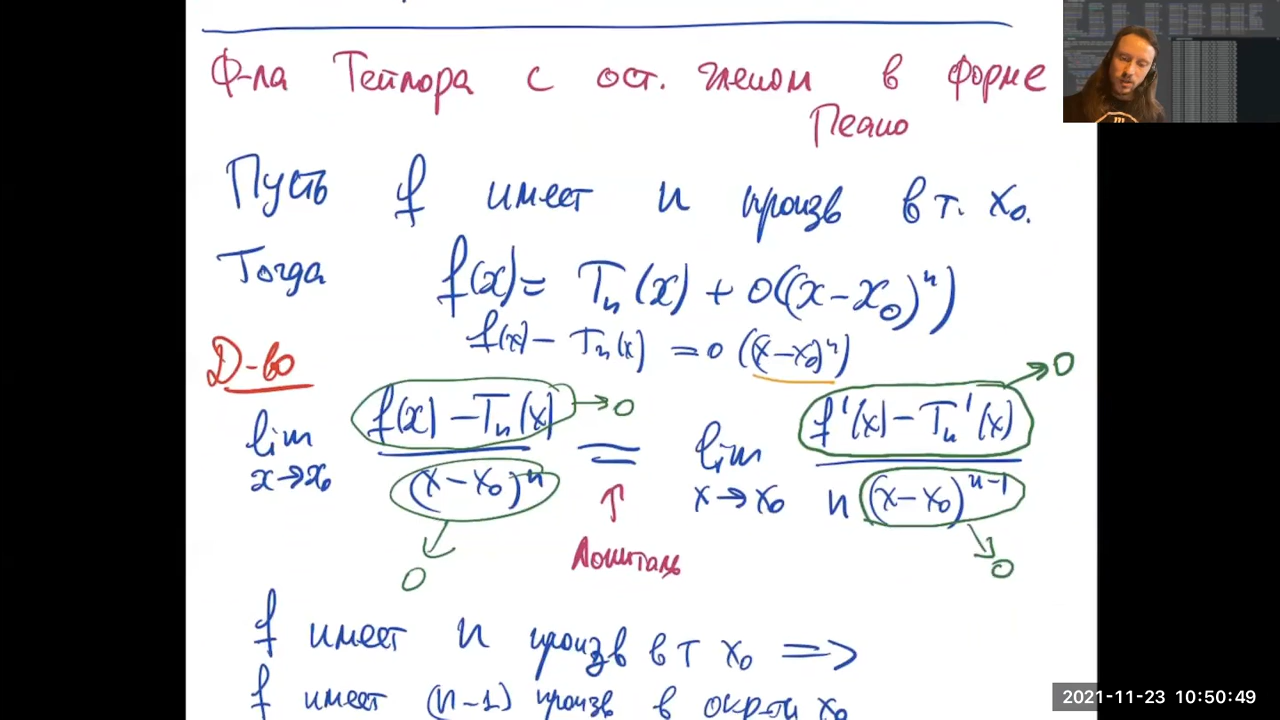 Ф-ла Тейлора с ост. членом в форме
Пеано
Пусть f имеет n произв в т. x₀.
Тогда f(x) = Tₙ(x) + o((x-x₀)ⁿ)
f(x) - Tₙ(x) = o((x-x₀)ⁿ)
Д-во
lim x→x₀ (f(x) - Tₙ(x)) / (x-x₀)ⁿ = lim x→x₀ (f'(x) - Tₙ'(x)) / n(x-x₀)ⁿ⁻¹
→0
→0
↑
0
0
Лопиталь
f имеет n произв в т x₀ =>
f имеет (n-1) произв в окр-ти x₀
2021-11-23 10:50:49